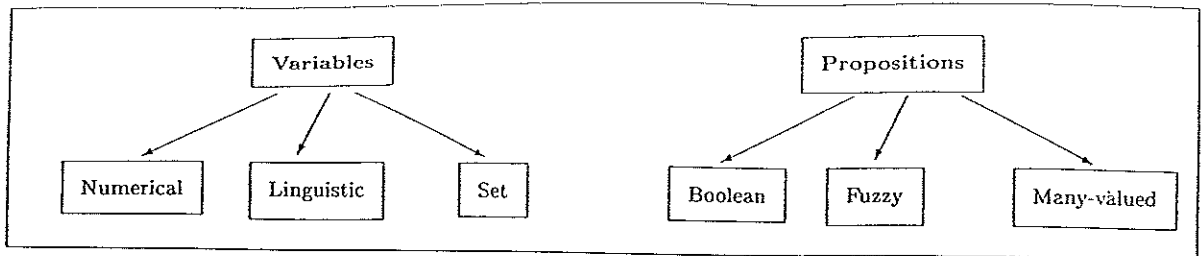 Variables Propositions
Numerical Linguistic Set Boolean Fuzzy Many-valued